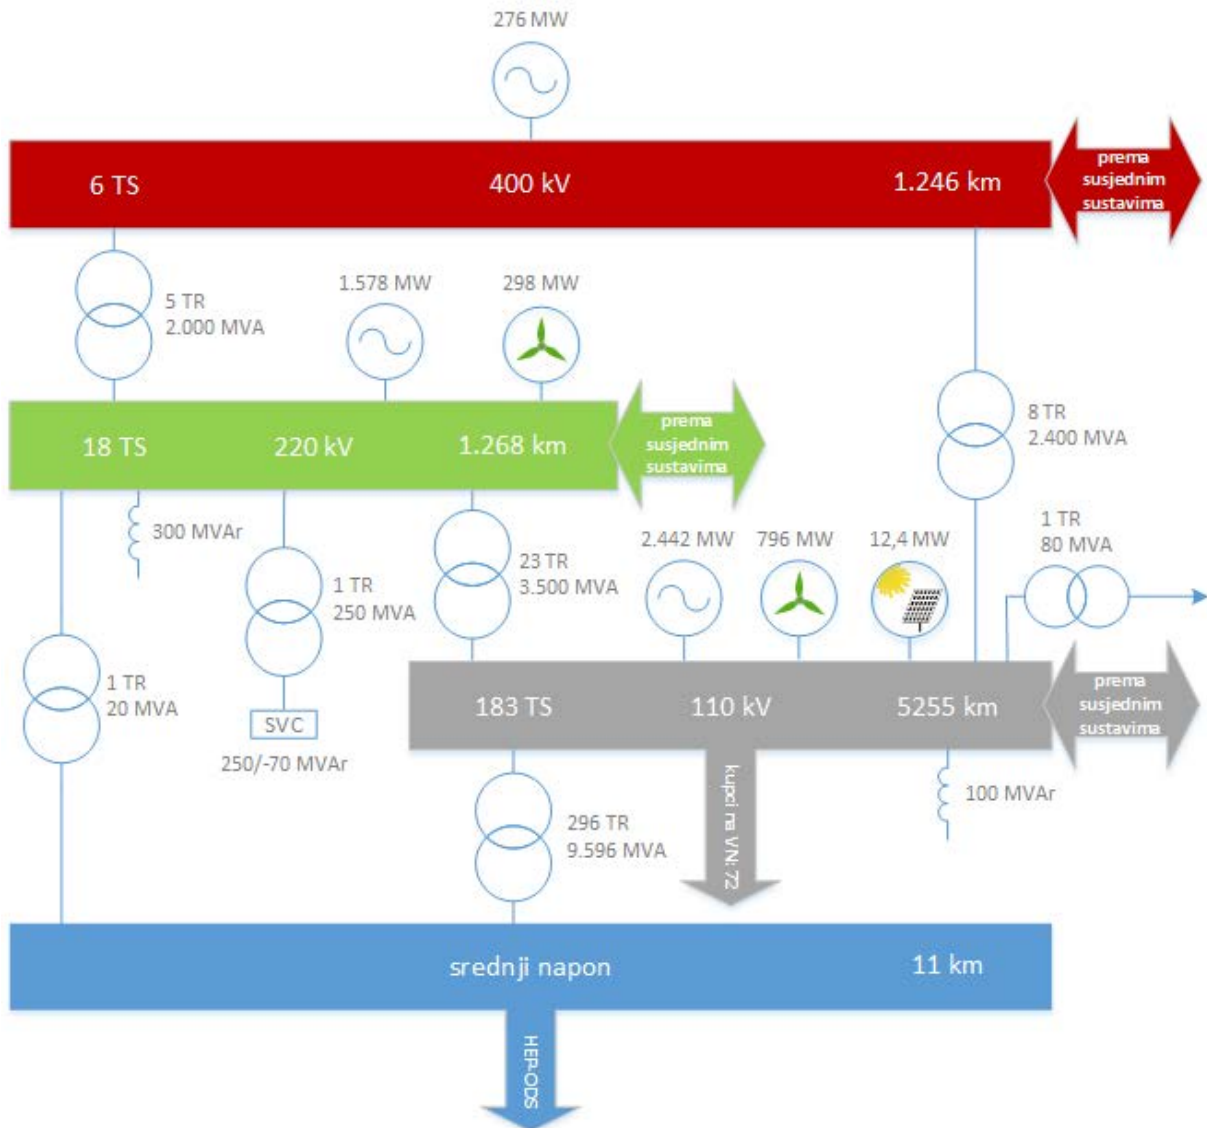 276 MW
6 TS
400 kV
1.246 km
prema
susjednim
sustavima
5 TR
2.000 MVA
1.578 MW
298 MW
8 TR
2.400 MVA
18 TS
220 kV
1.268 km
prema
susjednim
sustavima
300 MVAr
1 TR
250 MVA
23 TR
3.500 MVA
2.442 MW
796 MW
12,4 MW
1 TR
80 MVA
1 TR
20 MVA
SVC
250/-70 MVAr
183 TS
110 kV
5255 km
prema
susjednim
sustavima
kupci na VN: 72
100 MVAr
296 TR
9.596 MVA
srednji napon
11 km
HEP-ODS